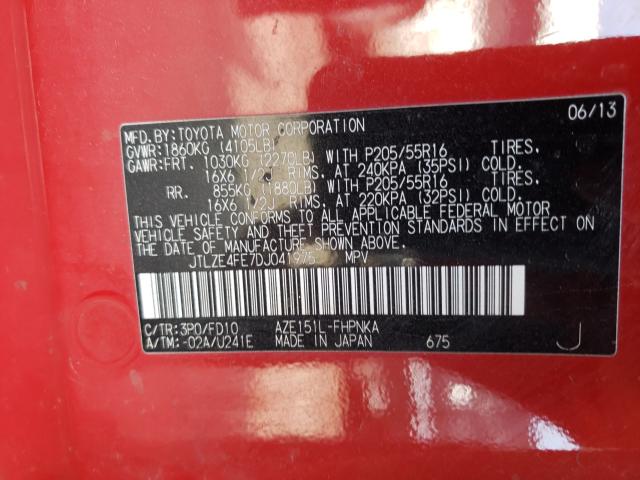 06/13
MFD.BY:TOYOTA MOTOR CORPORATION
GVWR:1860KG (4105LB)
GAWR:FRT. 1030KG (2270LB) WITH P205/55R16 TIRES.
16X6 RIMS. AT 240KPA (35PSI) COLD.
RR. 855KG (1880LB) WITH P205/55R16 TIRES.
16X6 1/2J RIMS. AT 220KPA (32PSI) COLD.
THIS VEHICLE CONFORMS TO ALL APPLICABLE FEDERAL MOTOR
VEHICLE SAFETY AND THEFT PREVENTION STANDARDS IN EFFECT ON
THE DATE OF MANUFACTURE SHOWN ABOVE.
JTLZE4FE7DJ041975 MPV
C/TR:3P0/FD10 AZE151L-FHPNKA
A/TM:-02A/U241E MADE IN JAPAN 675 J